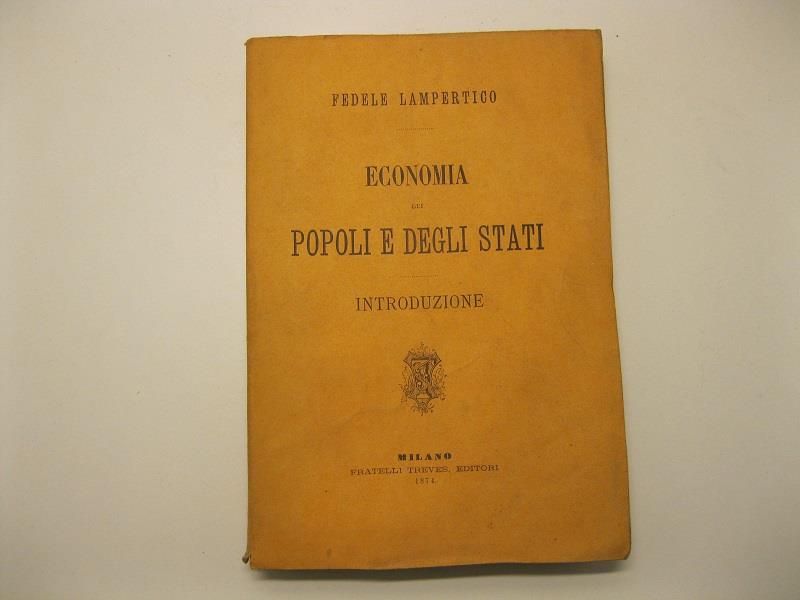 FEDELE LAMPERTICO
ECONOMIA
DEI
POPOLI E DEGLI STATI
INTRODUZIONE
MILANO
FRATELLI TREVES, EDITORI
1874